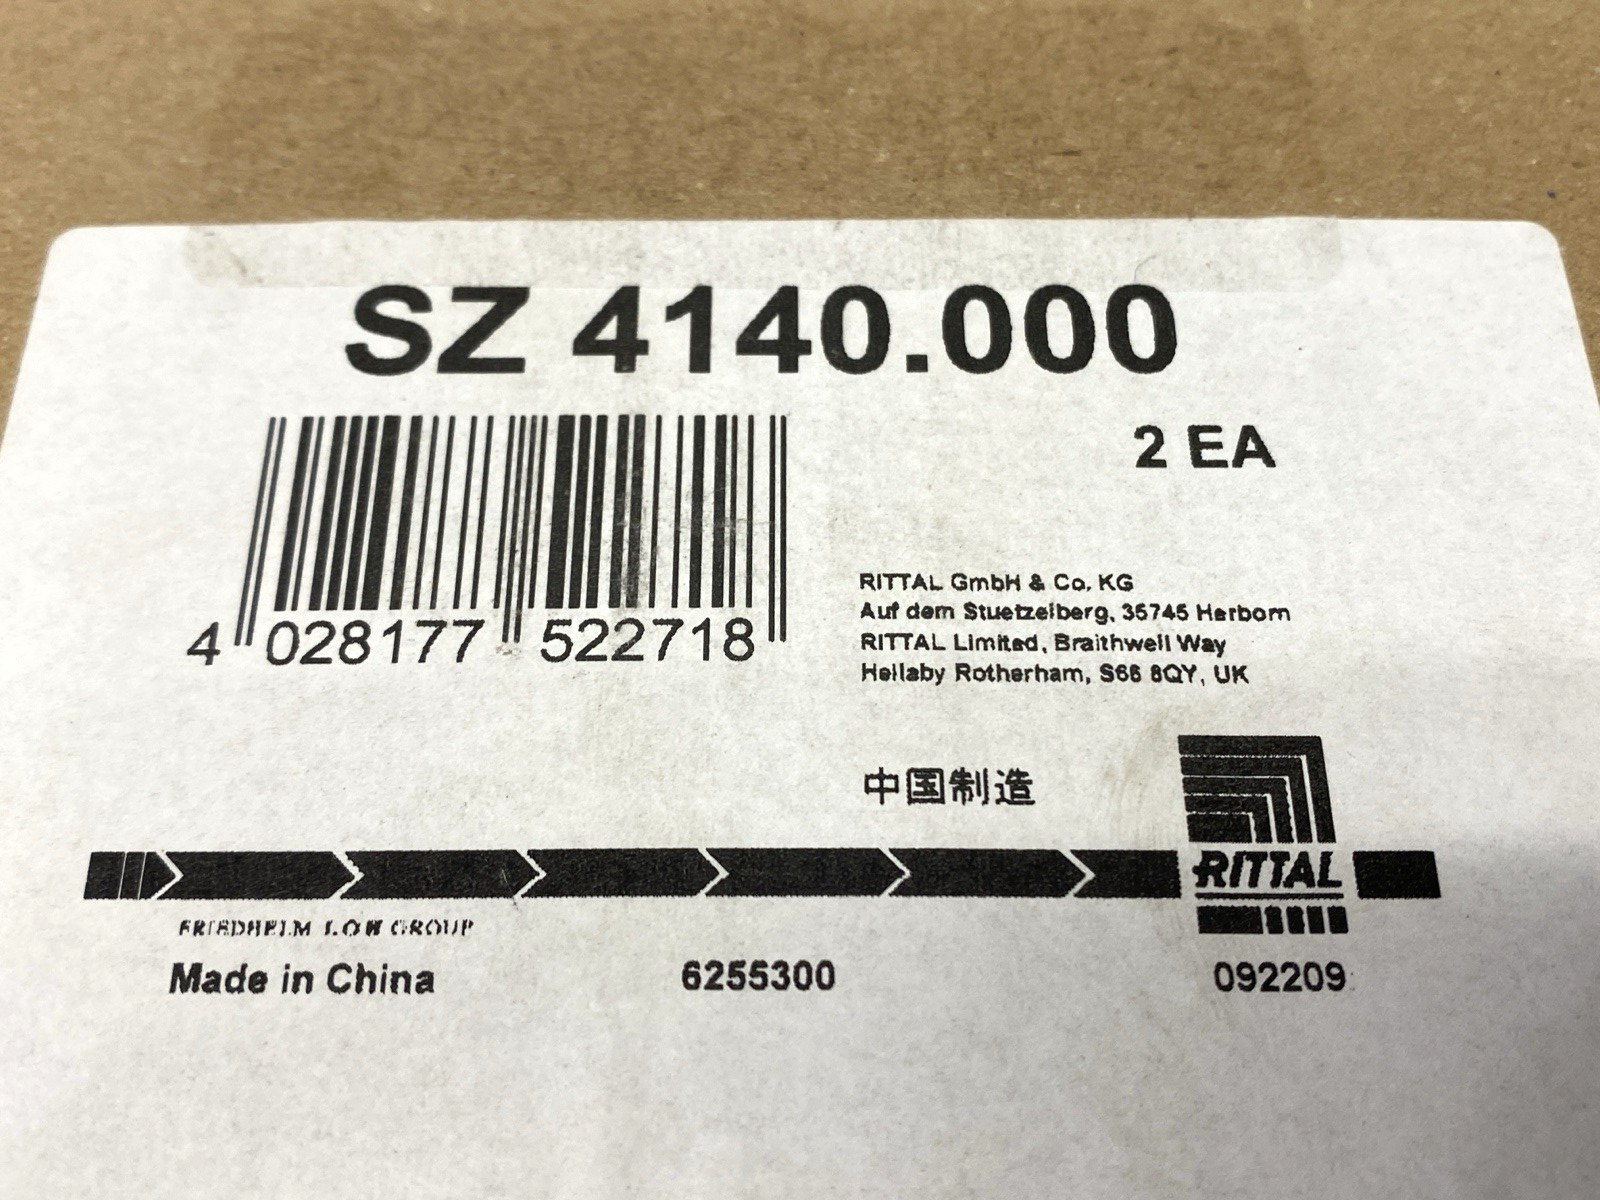 SZ 4140.000
2 EA
4 028177 522718
RITTAL GmbH & Co. KG
Auf dem Stuetzelberg, 35745 Herborn
RITTAL Limited, Braithwell Way
Hellaby Rotherham, S66 8QY, UK
中国制造
RITTAL
FRIEDHELM LOH GROUP
Made in China
6255300
092209